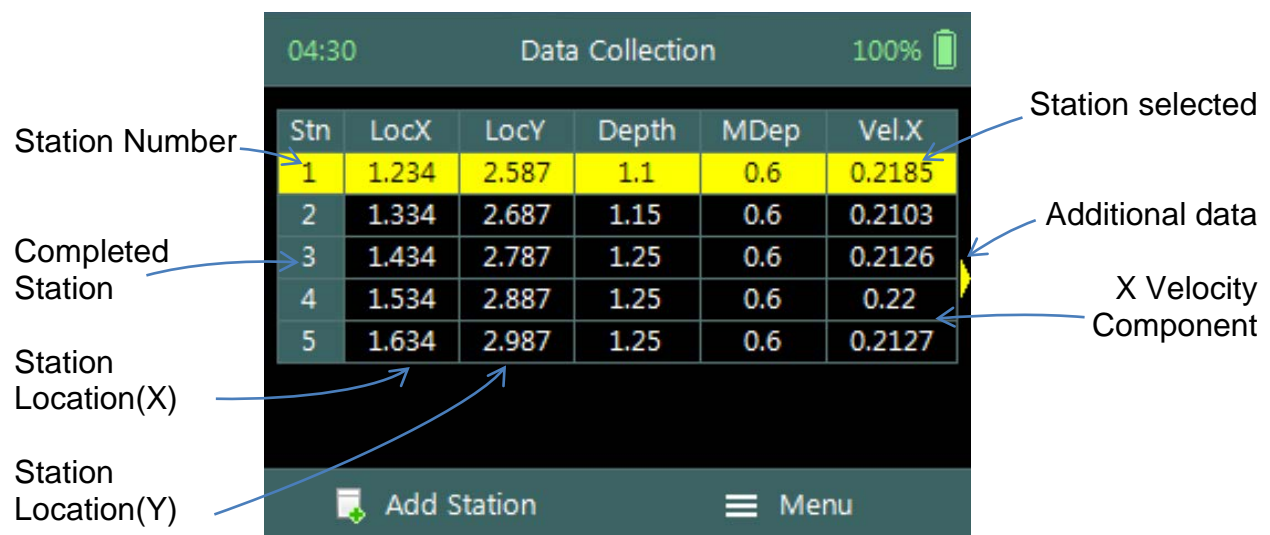 04:30 Data Collection 100%
Station selected
Stn LocX LocY Depth MDep Vel.X
Station Number
1 1.234 2.587 1.1 0.6 0.2185
2 1.334 2.687 1.15 0.6 0.2103
Additional data
Completed
Station
3 1.434 2.787 1.25 0.6 0.2126
4 1.534 2.887 1.25 0.6 0.22
X Velocity
Component
5 1.634 2.987 1.25 0.6 0.2127
Station
Location(X)
Station
Location(Y)
Add Station Menu